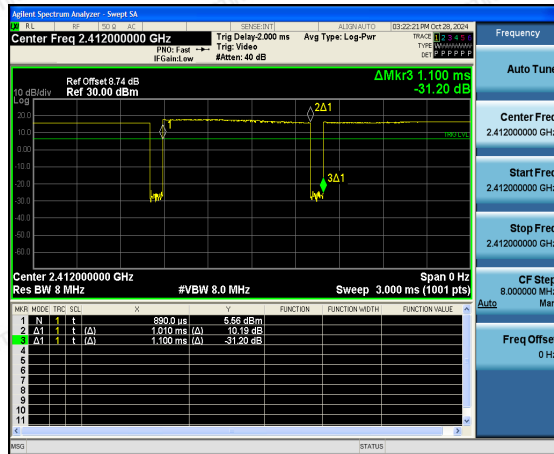 Agilent Spectrum Analyzer - Swept SA
RL RF 50 Ω AC SENSE:INT ALIGN AUTO 03:22:21 PM Oct 28, 2024
Center Freq 2.412000000 GHz
PNO: Fast
IFGain:Low
Trig Delay-2.000 ms
Trig: Video
#Atten: 40 dB
Avg Type: Log-Pwr
TRACE 1 2 3 4 5 6
TYPE
DET P P P P P P
Ref Offset 8.74 dB
10 dB/div Ref 30.00 dBm
Log
ΔMkr3 1.100 ms
-31.20 dB
20.0
10.0
0.00
-10.0
-20.0
-30.0
-40.0
-50.0
-60.0
1
2Δ1
3Δ1
TRIG LVL
Center 2.412000000 GHz Span 0 Hz
Res BW 8 MHz #VBW 8.0 MHz Sweep 3.000 ms (1001 pts)
MKR MODE TRC SCL X Y FUNCTION FUNCTION WIDTH FUNCTION VALUE
1 N 1 t 890.0 µs 5.56 dBm
2 Δ1 1 t (Δ) 1.010 ms (Δ) 10.19 dB
3 Δ1 1 t (Δ) 1.100 ms (Δ) -31.20 dB
4
5
6
7
8
9
10
11
MSG STATUS
Frequency
Auto Tune
Center Freq
2.412000000 GHz
Start Freq
2.412000000 GHz
Stop Freq
2.412000000 GHz
CF Step
8.000000 MHz
Auto Man
Freq Offset
0 Hz